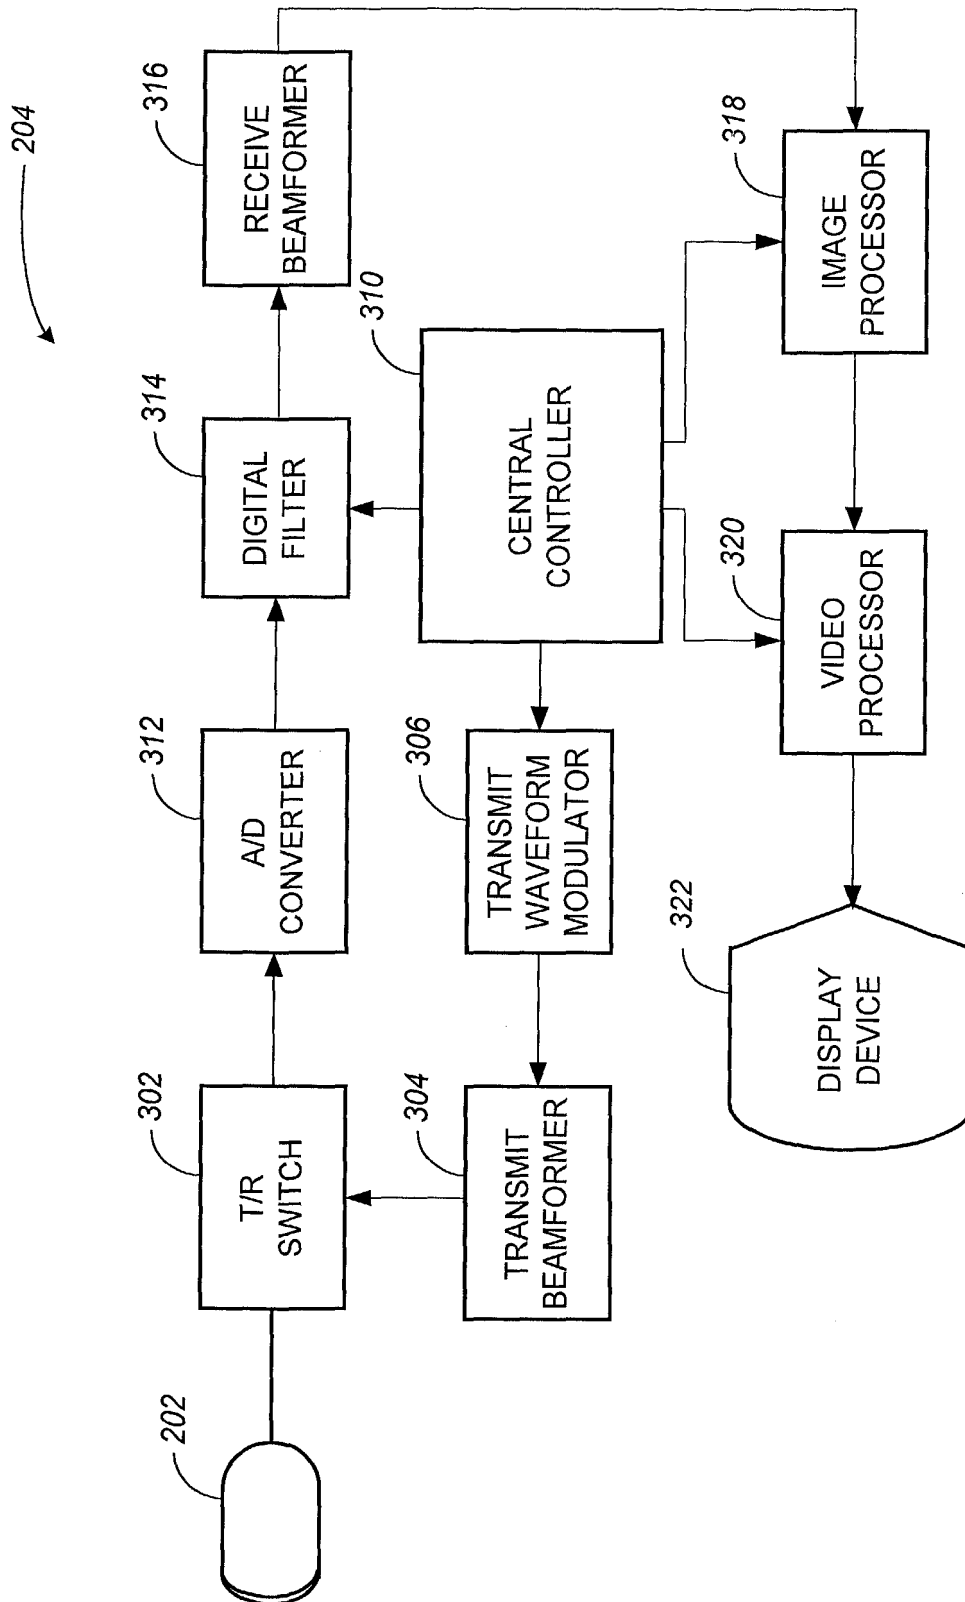 204
202
302
T/R
SWITCH
312
A/D
CONVERTER
314
DIGITAL
FILTER
316
RECEIVE
BEAMFORMER
304
TRANSMIT
BEAMFORMER
306
TRANSMIT
WAVEFORM
MODULATOR
310
CENTRAL
CONTROLLER
322
DISPLAY
DEVICE
320
VIDEO
PROCESSOR
318
IMAGE
PROCESSOR